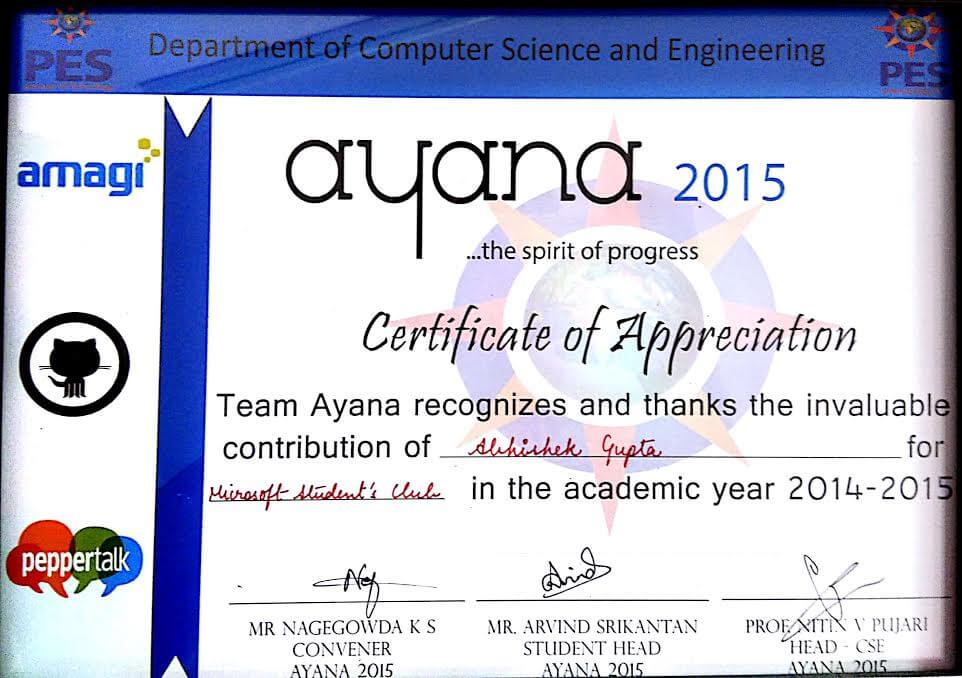 PES
Department of Computer Science and Engineering
PES
amagi
ayana 2015
...the spirit of progress
Certificate of Appreciation
Team Ayana recognizes and thanks the invaluable
contribution of Abhishek Gupta for
Microsoft Student's Club in the academic year 2014-2015
peppertalk
MR NAGEGOWDA K S
CONVENER
AYANA 2015
MR. ARVIND SRIKANTAN
STUDENT HEAD
AYANA 2015
PROF NITIN V PUJARI
HEAD - CSE
AYANA 2015